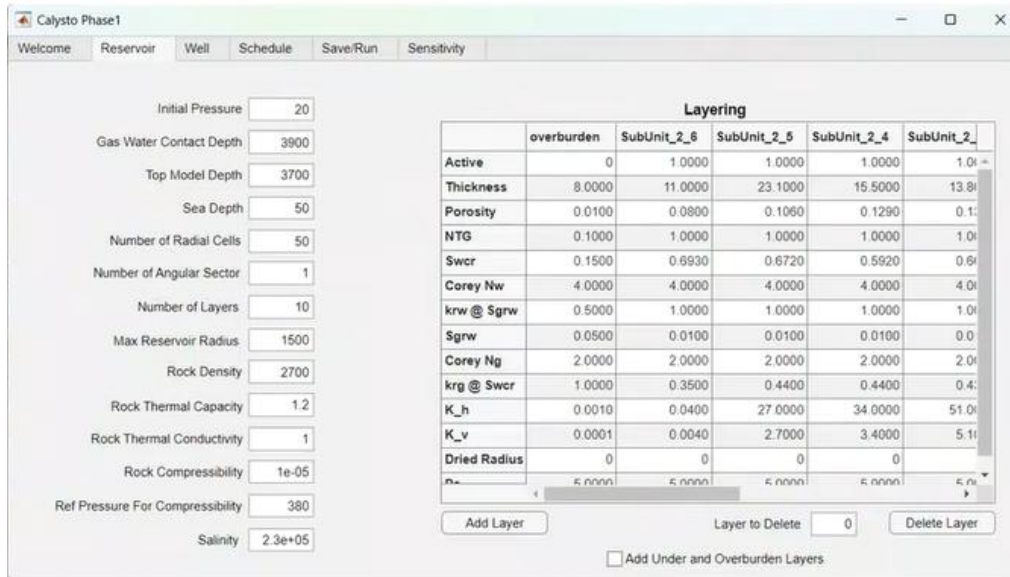 Calysto Phase1
Welcome Reservoir Well Schedule Save/Run Sensitivity
Initial Pressure 20
Gas Water Contact Depth 3900
Top Model Depth 3700
Sea Depth 50
Number of Radial Cells 50
Number of Angular Sector 1
Number of Layers 10
Max Reservoir Radius 1500
Rock Density 2700
Rock Thermal Capacity 1.2
Rock Thermal Conductivity 1
Rock Compressibility 1e-05
Ref Pressure For Compressibility 380
Salinity 2.3e+05
Layering
overburden SubUnit_2_6 SubUnit_2_5 SubUnit_2_4 SubUnit_2_
Active 0 1.0000 1.0000 1.0000
Thickness 8.0000 11.0000 23.1000 15.5000
Porosity 0.0100 0.0800 0.1060 0.1290
NTG 0.1000 1.0000 1.0000 1.0000
Swcr 0.1500 0.6930 0.6720 0.5920
Corey Nw 4.0000 4.0000 4.0000 4.0000
krw @ Sgrw 0.5000 1.0000 1.0000 1.0000
Sgrw 0.0500 0.0100 0.0100 0.0100
Corey Ng 2.0000 2.0000 2.0000 2.0000
krg @ Swcr 1.0000 0.3500 0.4400 0.4400
K_h 0.0010 0.0400 27.0000 34.0000
K_v 0.0001 0.0040 2.7000 3.4000
Dried Radius 0 0 0 0
5.0000 5.0000 5.0000 5.0000
Add Layer Layer to Delete 0 Delete Layer
Add Under and Overburden Layers